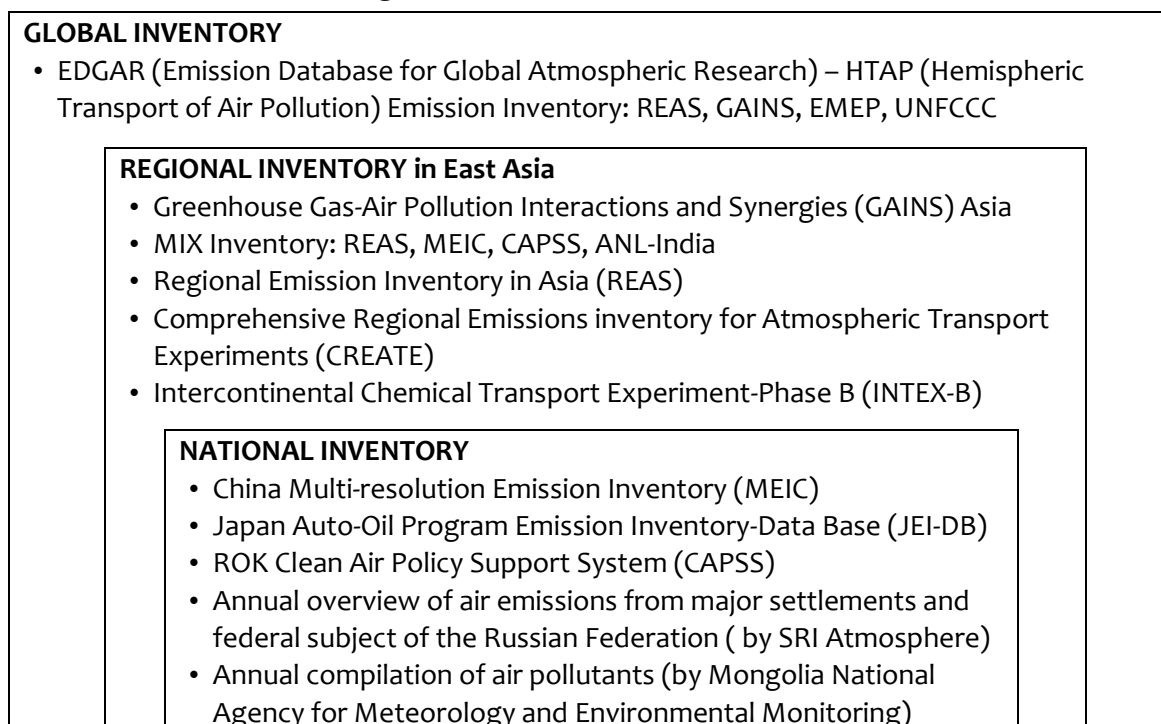 GLOBAL INVENTORY
• EDGAR (Emission Database for Global Atmospheric Research) – HTAP (Hemispheric
Transport of Air Pollution) Emission Inventory: REAS, GAINS, EMEP, UNFCCC
REGIONAL INVENTORY in East Asia
• Greenhouse Gas-Air Pollution Interactions and Synergies (GAINS) Asia
• MIX Inventory: REAS, MEIC, CAPSS, ANL-India
• Regional Emission Inventory in Asia (REAS)
• Comprehensive Regional Emissions inventory for Atmospheric Transport
Experiments (CREATE)
• Intercontinental Chemical Transport Experiment-Phase B (INTEX-B)
NATIONAL INVENTORY
• China Multi-resolution Emission Inventory (MEIC)
• Japan Auto-Oil Program Emission Inventory-Data Base (JEI-DB)
• ROK Clean Air Policy Support System (CAPSS)
• Annual overview of air emissions from major settlements and
federal subject of the Russian Federation ( by SRI Atmosphere)
• Annual compilation of air pollutants (by Mongolia National
Agency for Meteorology and Environmental Monitoring)